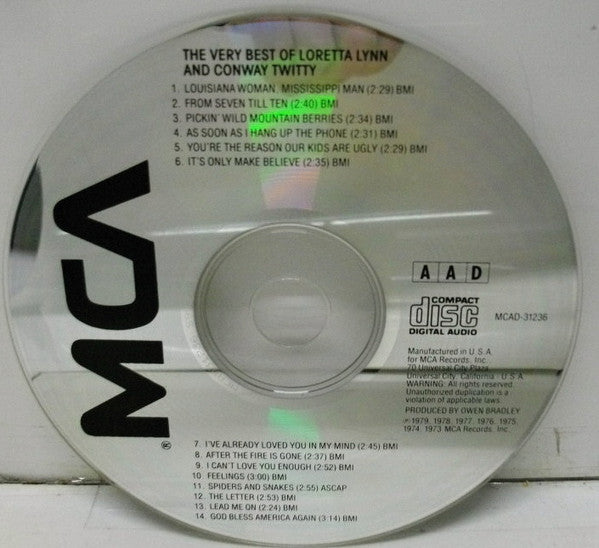 THE VERY BEST OF LORETTA LYNN
AND CONWAY TWITTY
1. LOUISIANA WOMAN, MISSISSIPPI MAN (2:29) BMI
2. FROM SEVEN TILL TEN (2:40) BMI
3. PICKIN' WILD MOUNTAIN BERRIES (2:34) BMI
4. AS SOON AS I HANG UP THE PHONE (2:31) BMI
5. YOU'RE THE REASON OUR KIDS ARE UGLY (2:29) BMI
6. IT'S ONLY MAKE BELIEVE (2:35) BMI
MCA
®
A A D
COMPACT
disc
DIGITAL AUDIO
MCAD-31236
Manufactured in U.S.A.
for MCA Records, Inc.
70 Universal City Plaza
Universal City, California U.S.A.
WARNING: All rights reserved.
Unauthorized duplication is a
violation of applicable laws.
PRODUCED BY OWEN BRADLEY
℗ 1979, 1978, 1977, 1976, 1975,
1974, 1973 MCA Records, Inc.
7. I'VE ALREADY LOVED YOU IN MY MIND (2:45) BMI
8. AFTER THE FIRE IS GONE (2:37) BMI
9. I CAN'T LOVE YOU ENOUGH (2:52) BMI
10. FEELINGS (3:00) BMI
11. SPIDERS AND SNAKES (2:55) ASCAP
12. THE LETTER (2:53) BMI
13. LEAD ME ON (2:24) BMI
14. GOD BLESS AMERICA AGAIN (3:14) BMI